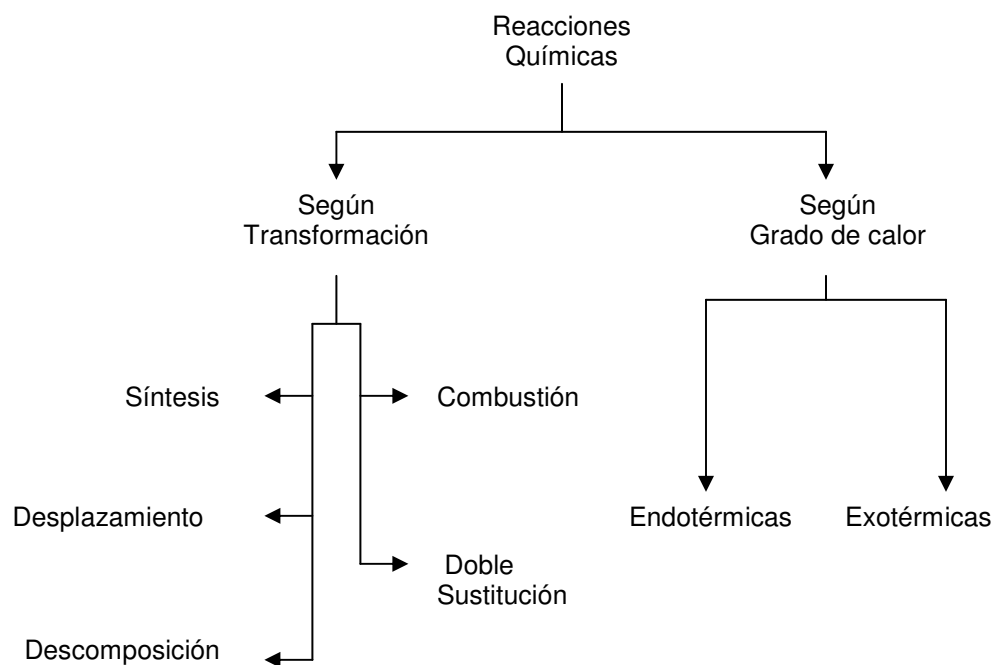 Reacciones
Químicas
Según
Transformación
Según
Grado de calor
Síntesis
Combustión
Desplazamiento
Endotérmicas
Exotérmicas
Doble
Sustitución
Descomposición